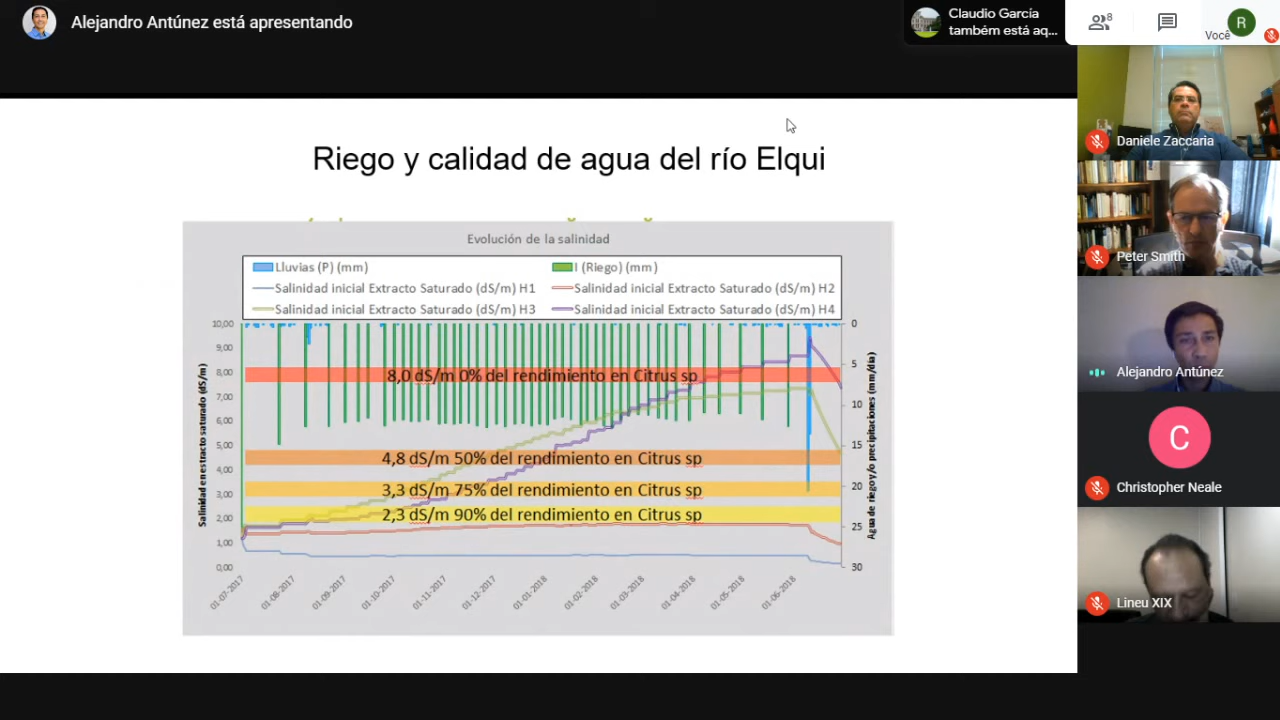 Alejandro Antúnez está apresentando
Claudio García
também está aq...
8
Você
R
Riego y calidad de agua del río Elqui
Evolución de la salinidad
Lluvias (P) (mm)
I (Riego) (mm)
Salinidad inicial Extracto Saturado (dS/m) H1
Salinidad inicial Extracto Saturado (dS/m) H2
Salinidad inicial Extracto Saturado (dS/m) H3
Salinidad inicial Extracto Saturado (dS/m) H4
10,00
9,00
8,00
7,00
6,00
5,00
4,00
3,00
2,00
1,00
0,00
Salinidad en estracto saturado (dS/m)
8,0 dS/m 0% del rendimiento en Citrus sp
4,8 dS/m 50% del rendimiento en Citrus sp
3,3 dS/m 75% del rendimiento en Citrus sp
2,3 dS/m 90% del rendimiento en Citrus sp
0
5
10
15
20
25
30
Agua de riego y/o precipitaciones (mm/día)
01-07-2017
01-08-2017
01-09-2017
01-10-2017
01-11-2017
01-12-2017
01-01-2018
01-02-2018
01-03-2018
01-04-2018
01-05-2018
01-06-2018
Daniele Zaccaria
Peter Smith
Alejandro Antúnez
C
Christopher Neale
Lineu XIX